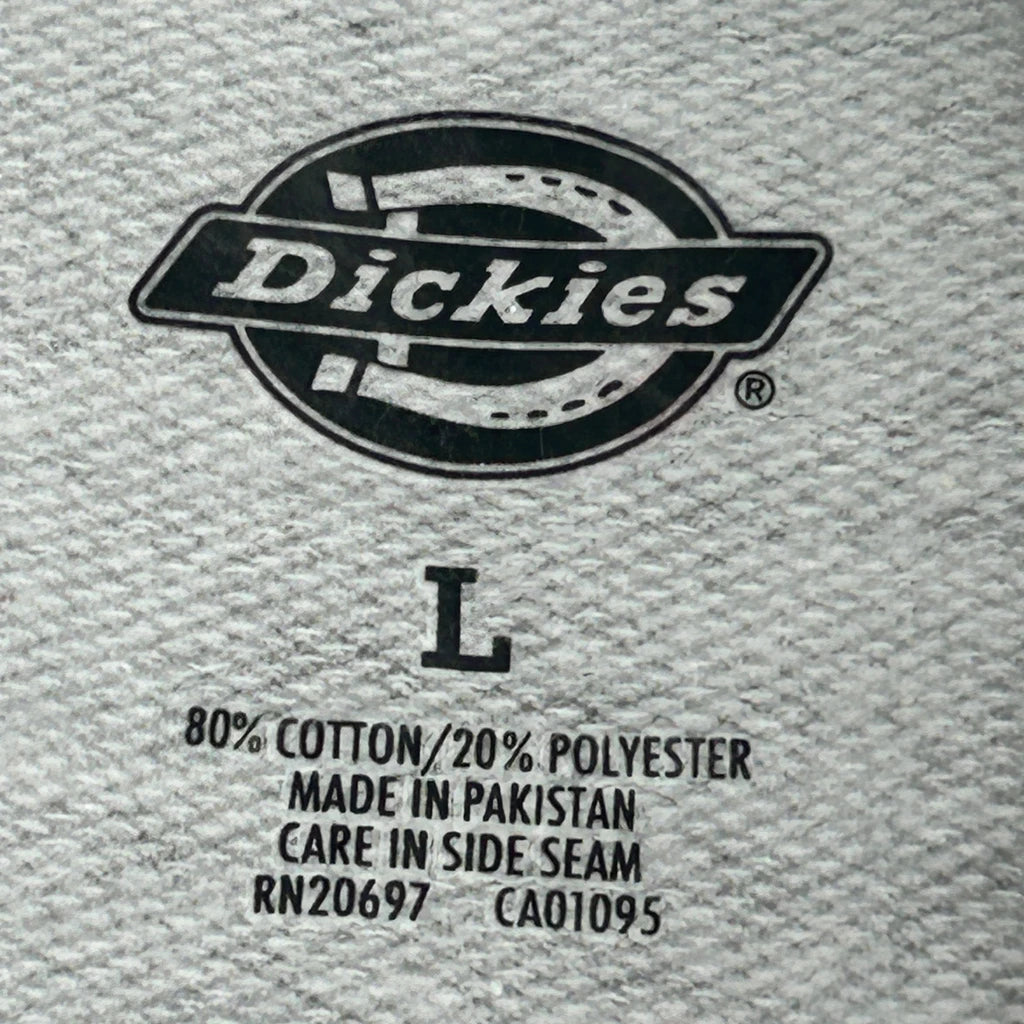 Dickies
®
L
80% COTTON/20% POLYESTER
MADE IN PAKISTAN
CARE IN SIDE SEAM
RN20697 CA01095